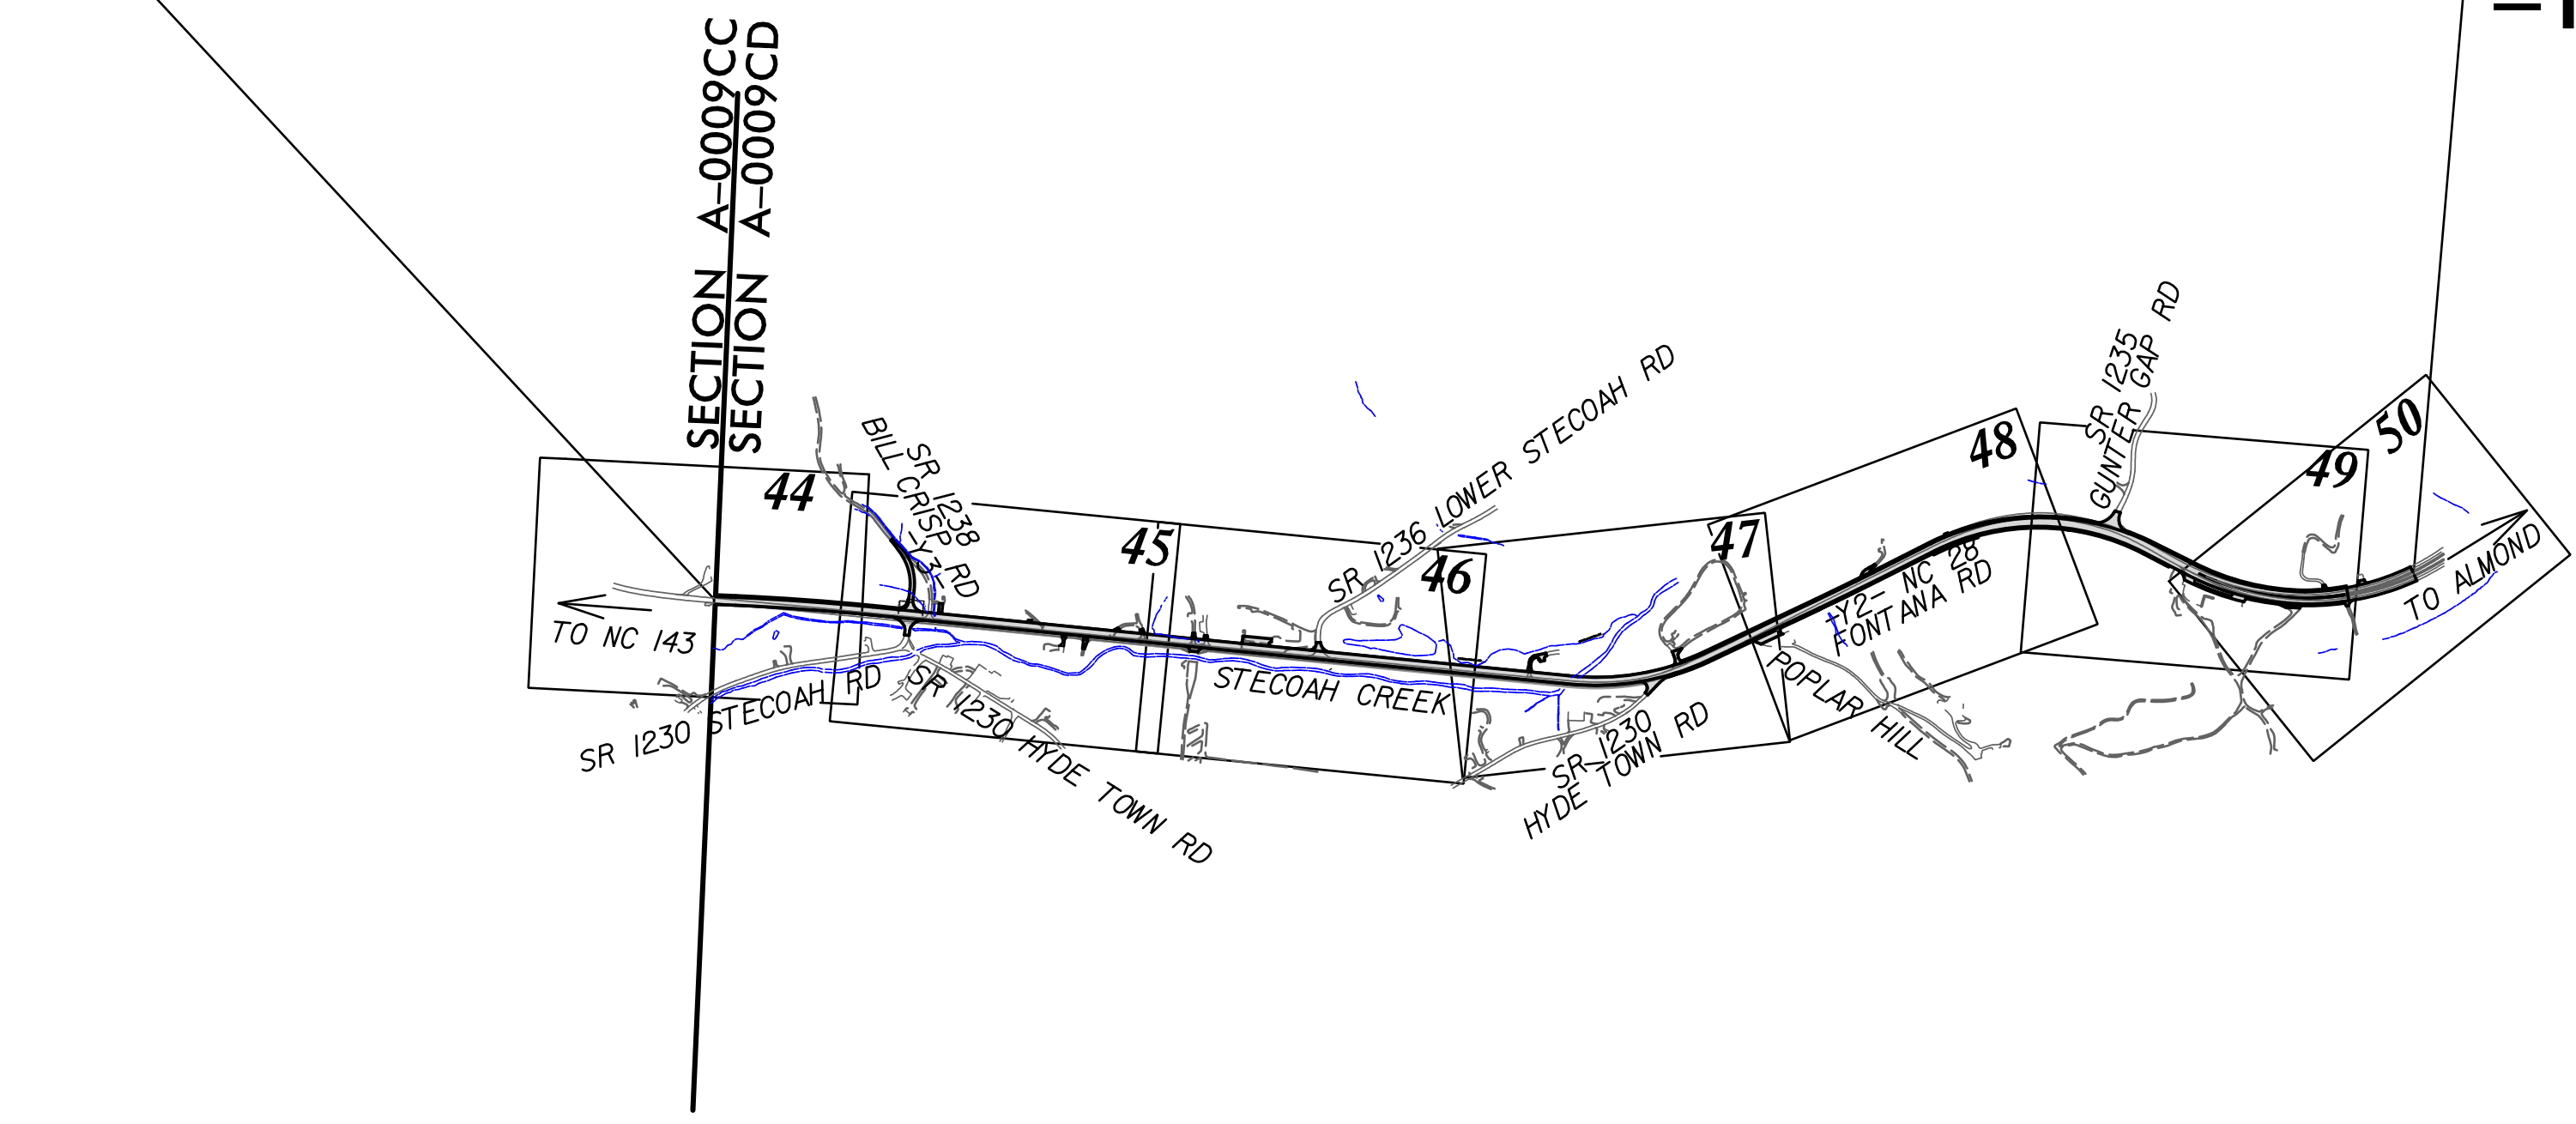 SECTION A-0009CC
SECTION A-0009CD
44
45
46
47
48
49
50
SR 1238
BILL CRISP RD
-Y3-
TO NC 143
SR 1230 STECOAH RD
SR 1230 HYDE TOWN RD
STECOAH CREEK
SR 1236 LOWER STECOAH RD
SR 1230
HYDE TOWN RD
POPLAR HILL
-Y2- NC 28
FONTANA RD
SR 1235
GUNTER GAP RD
TO ALMOND